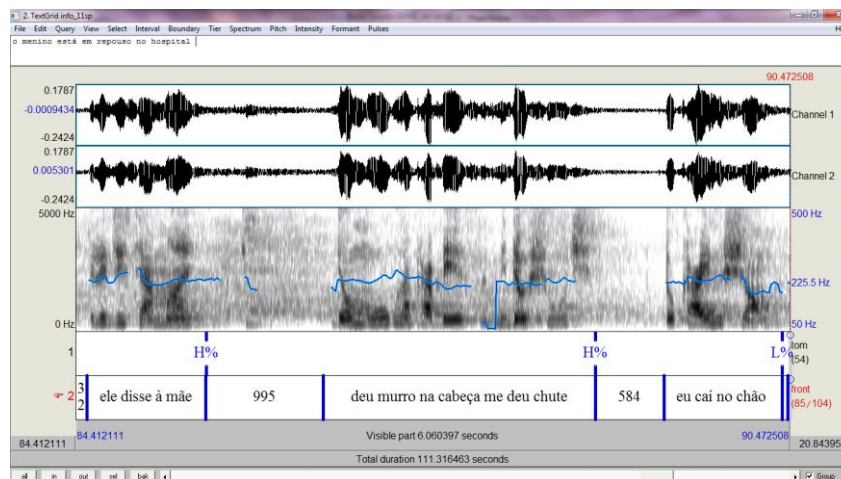 2. TextGrid info_11sp
File Edit Query View Select Interval Boundary Tier Spectrum Pitch Intensity Formant Pulses H
o menino está em repouso no hospital
90.472508
0.1787
-0.0009434
Channel 1
-0.2424
0.1787
0.005301
Channel 2
-0.2424
5000 Hz 500 Hz
225.5 Hz
0 Hz 50 Hz
1 H% H% L% tom
(54)
2 3 2 ele disse à mãe 995 deu murro na cabeça me deu chute 584 eu caí no chão front
(85/104)
84.412111 84.412111 Visible part 6.060397 seconds 90.472508 20.84395
Total duration 111.316463 seconds
all in out sel bak Group